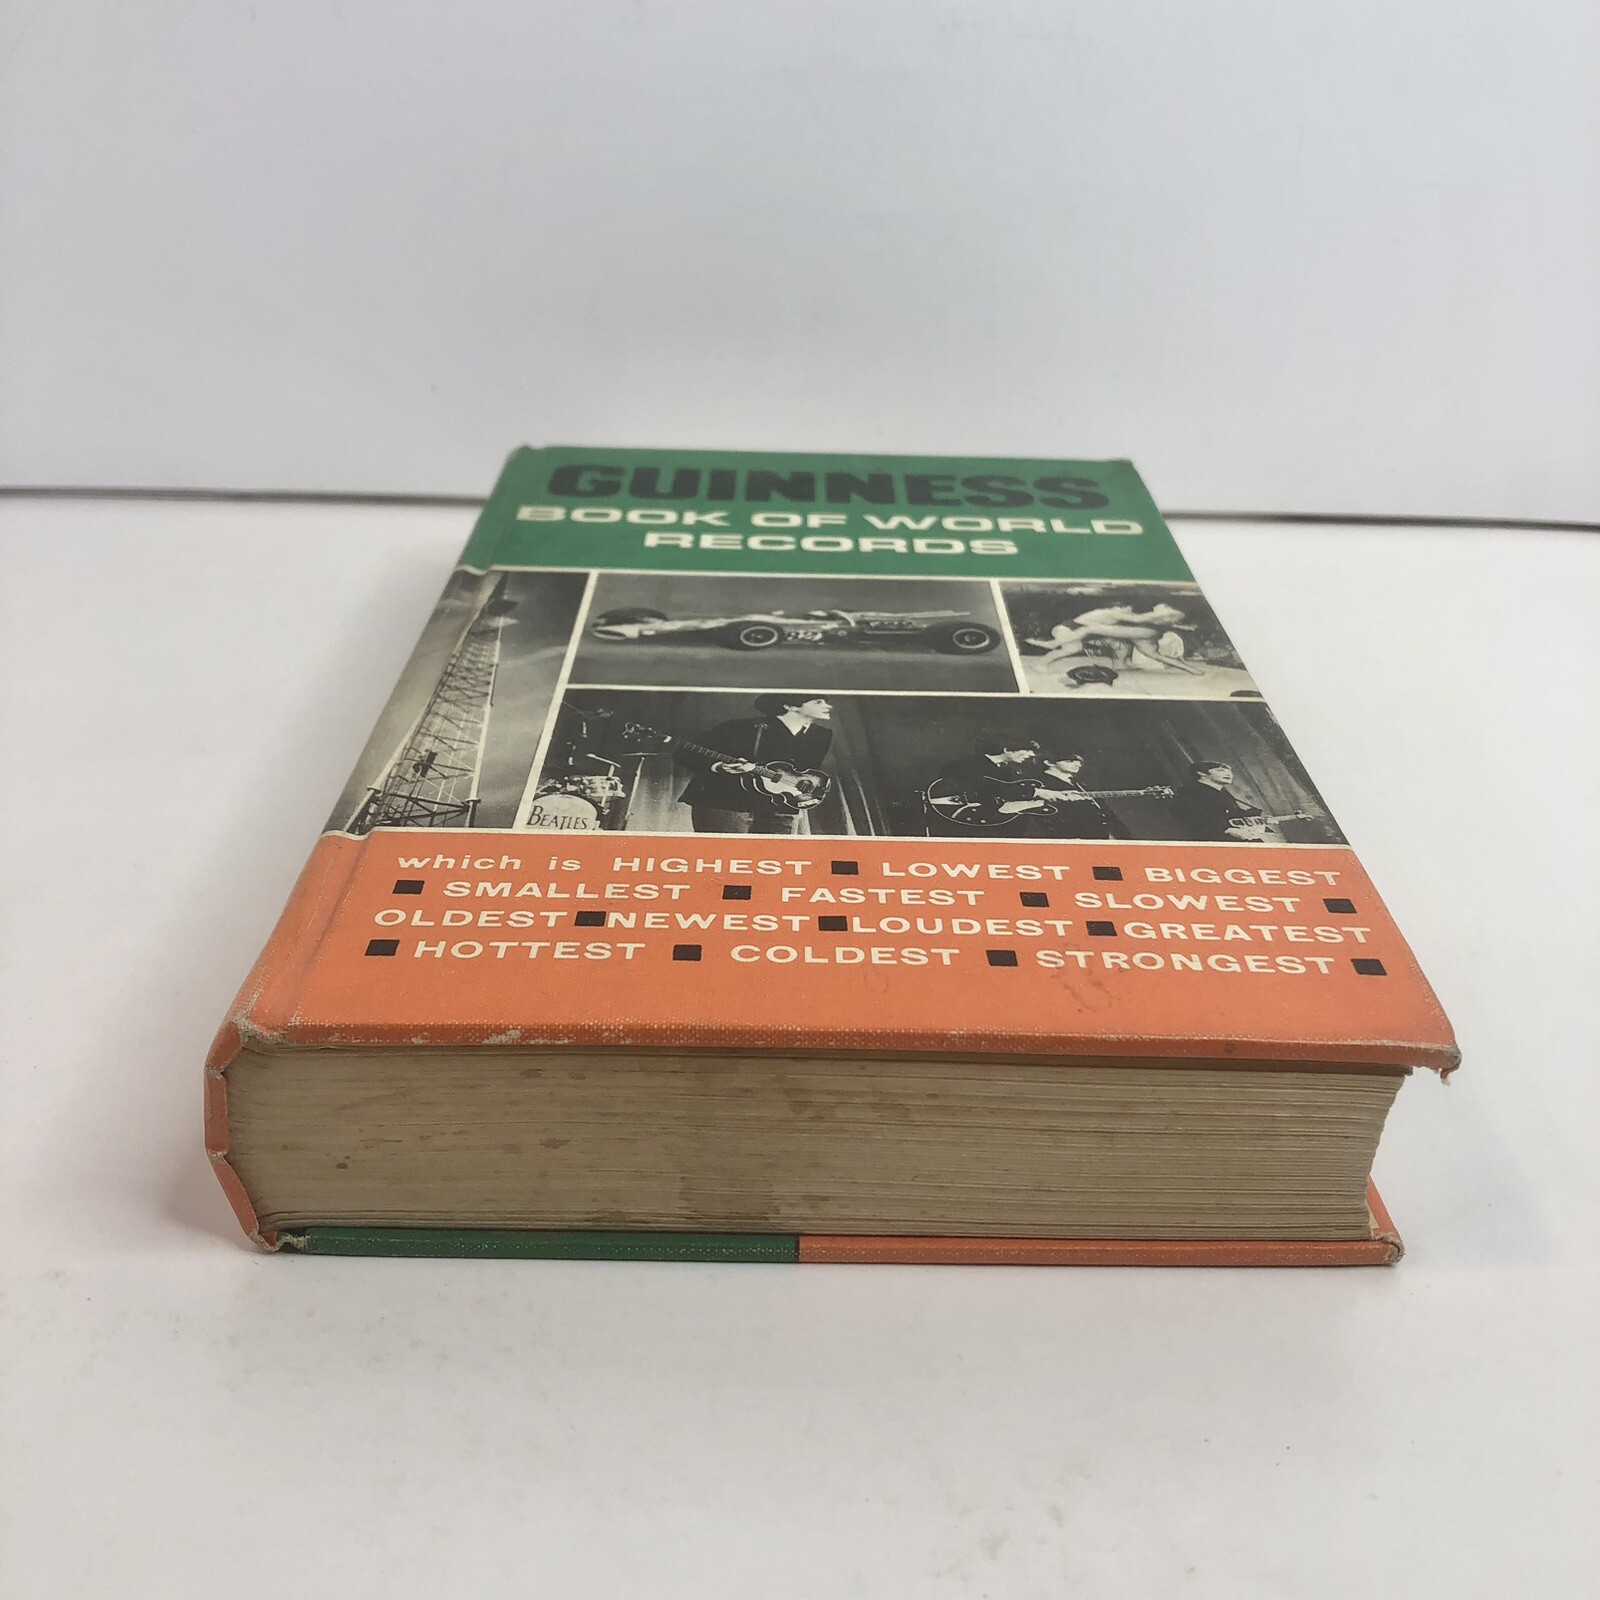 GUINNESS
BOOK OF WORLD
RECORDS
BEATLES
which is HIGHEST ■ LOWEST ■ BIGGEST
■ SMALLEST ■ FASTEST ■ SLOWEST ■
OLDEST ■ NEWEST ■ LOUDEST ■ GREATEST
■ HOTTEST ■ COLDEST ■ STRONGEST ■